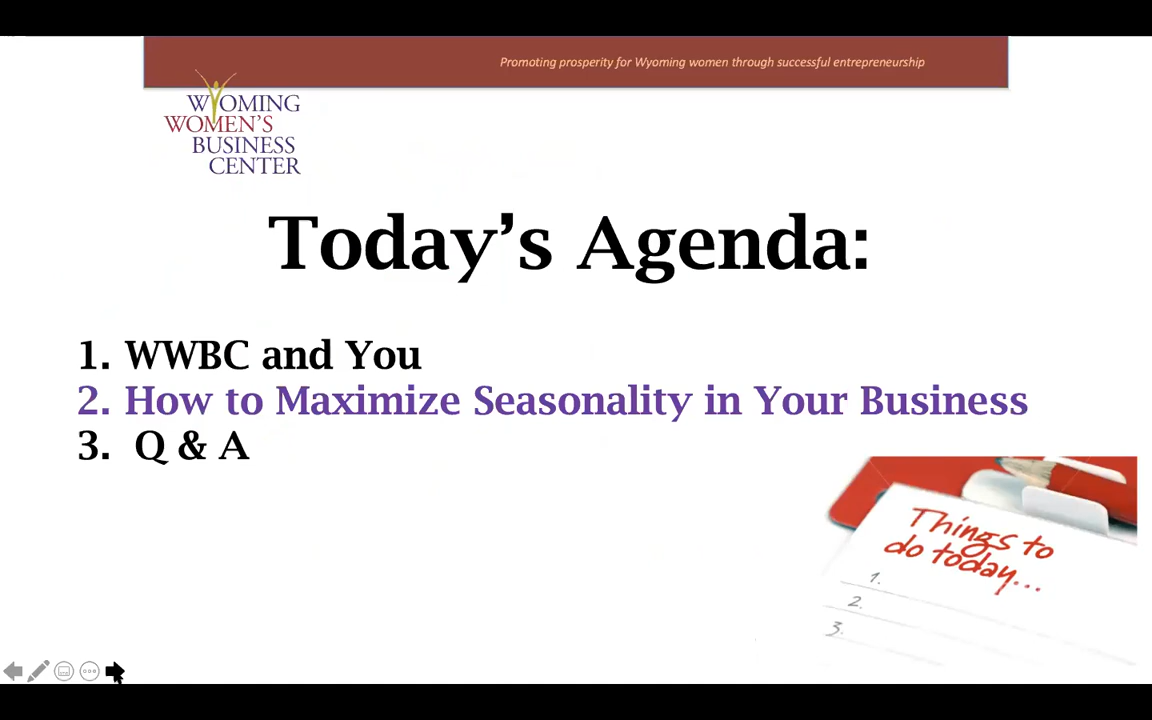 Promoting prosperity for Wyoming women through successful entrepreneurship
WYOMING
WOMEN'S
BUSINESS
CENTER
Today's Agenda:
1. WWBC and You
2. How to Maximize Seasonality in Your Business
3. Q & A
Things to
do today...
1.
2.
3.